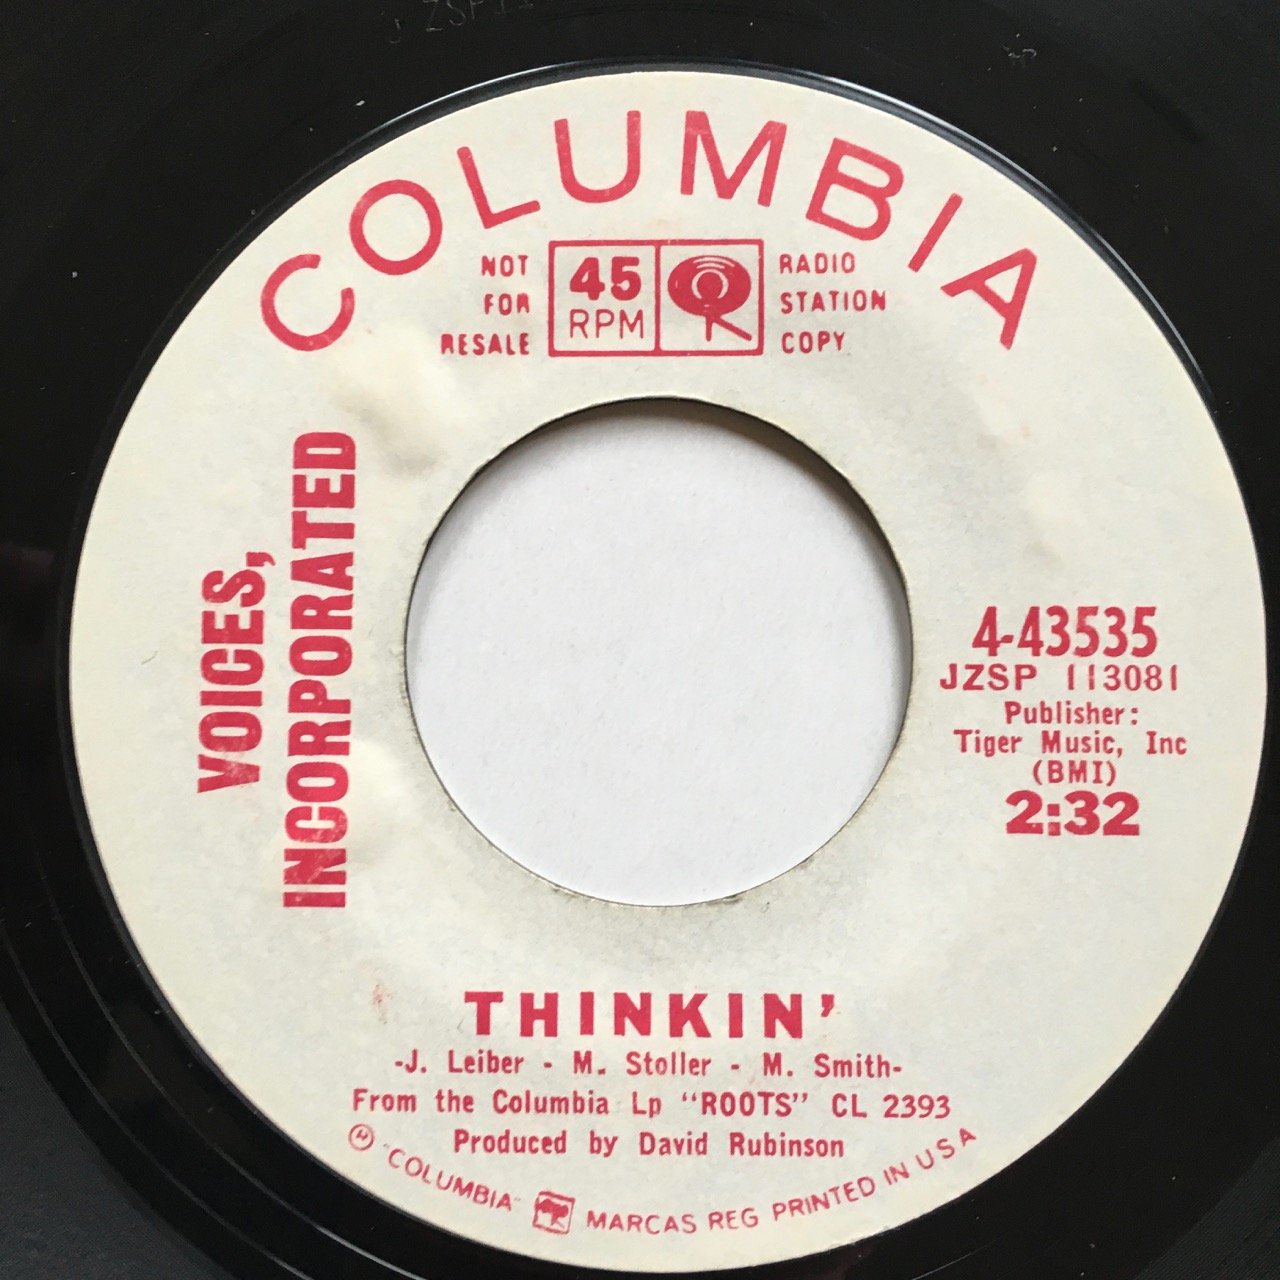 COLUMBIA
NOT
FOR
RESALE
45
RPM
RADIO
STATION
COPY
VOICES,
INCORPORATED
4-43535
JZSP 113081
Publisher:
Tiger Music, Inc
(BMI)
2:32
THINKIN'
-J. Leiber - M. Stoller - M. Smith-
From the Columbia Lp "ROOTS" CL 2393
Produced by David Rubinson
"COLUMBIA" MARCAS REG PRINTED IN U S A